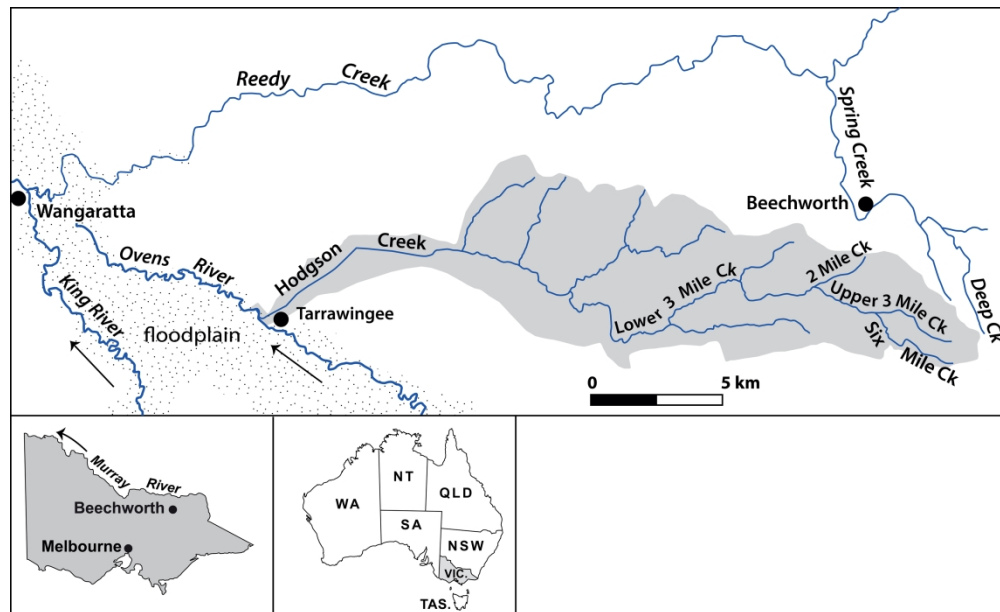 Reedy Creek
Spring Creek
Beechworth
Wangaratta
Ovens River
Hodgson Creek
King River
floodplain
Tarrawingee
Lower 3 Mile Ck
2 Mile Ck
Upper 3 Mile Ck
Six Mile Ck
Deep Ck
0 5 km
Murray River
Beechworth
Melbourne
WA
NT
QLD
SA
NSW
VIC.
TAS.